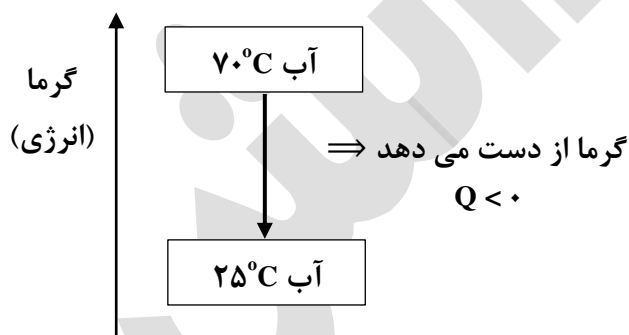 آب ۷۰°C
گرما
(انرژی)
گرما از دست می دهد ⟸
Q < ۰
آب ۲۵°C